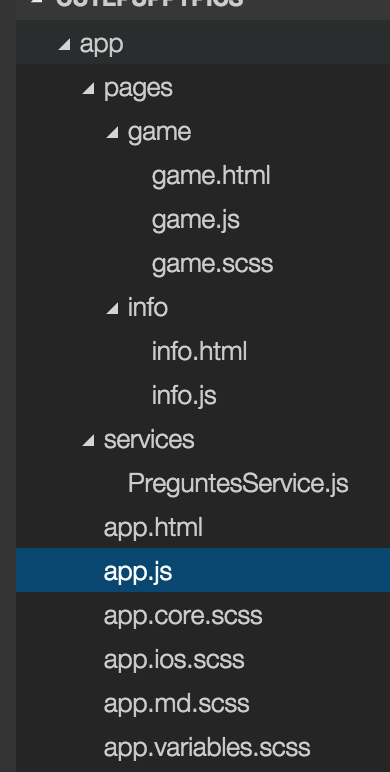 CUTEPUPPYPICS
app
pages
game
game.html
game.js
game.scss
info
info.html
info.js
services
PreguntesService.js
app.html
app.js
app.core.scss
app.ios.scss
app.md.scss
app.variables.scss